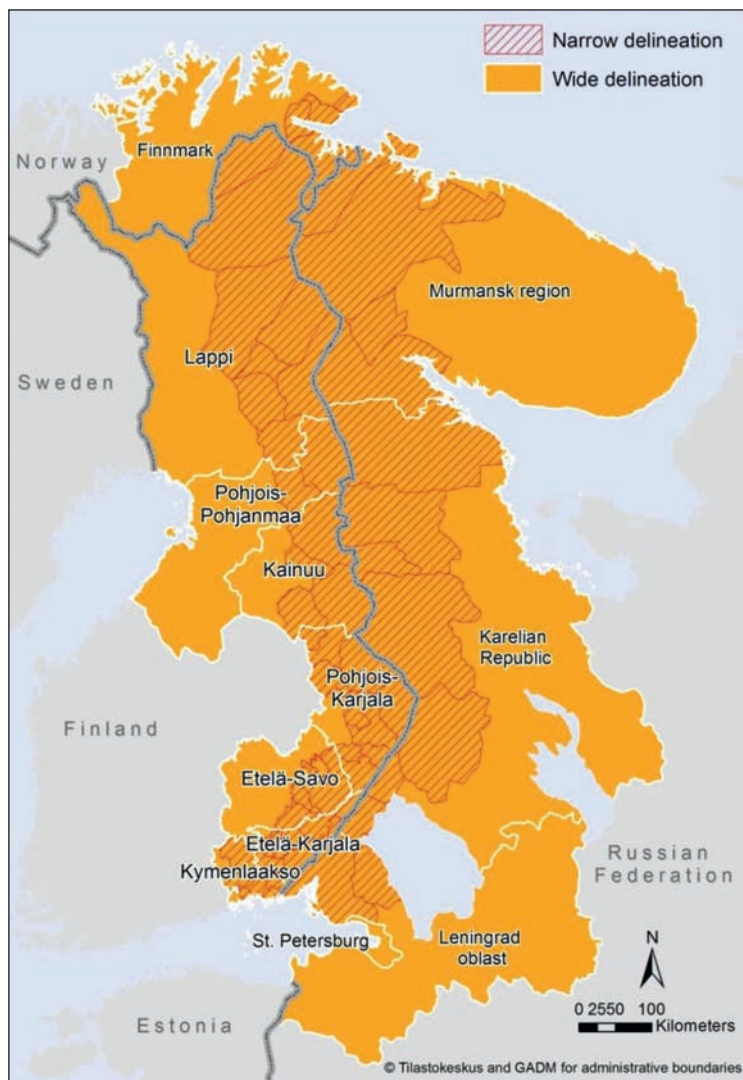 Narrow delineation
Wide delineation
Finnmark
Norway
Murmansk region
Lappi
Sweden
Pohjois-
Pohjanmaa
Kainuu
Karelian
Republic
Pohjois-
Karjala
Finland
Etelä-Savo
Etelä-Karjala
Kymenlaakso
Russian
Federation
St. Petersburg
Leningrad
oblast
N
0 2550 100
Kilometers
Estonia
© Tilastokeskus and GADM for administrative boundaries